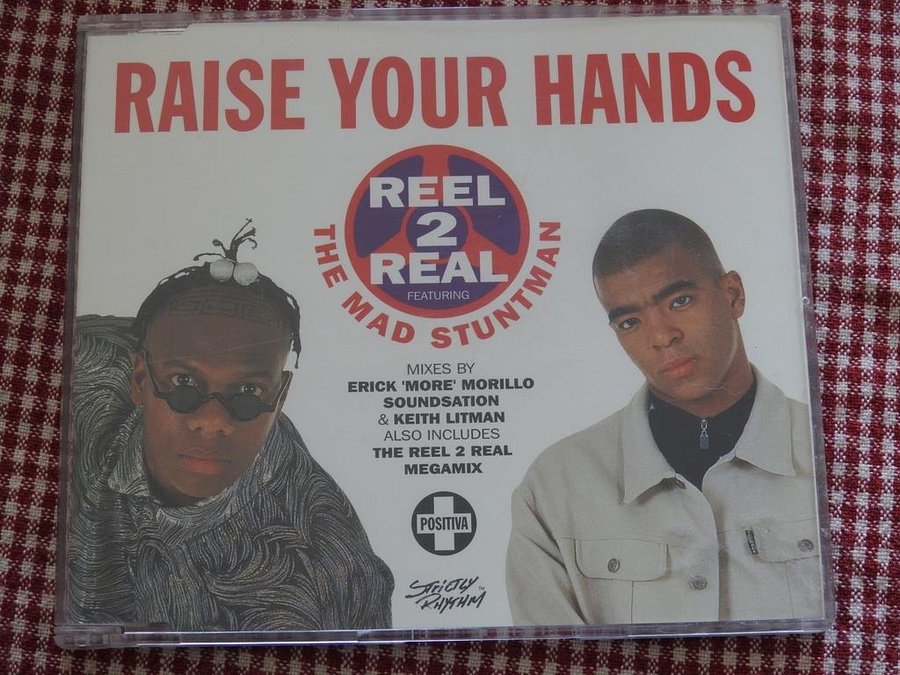 RAISE YOUR HANDS
REEL
2
REAL
FEATURING
THE MAD STUNTMAN
MIXES BY
ERICK 'MORE' MORILLO
SOUNDSATION
& KEITH LITMAN
ALSO INCLUDES
THE REEL 2 REAL
MEGAMIX
POSITIVA
STRICTLY ™
RHYTHM